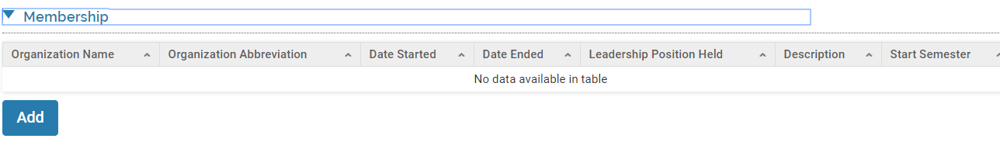 Membership
Organization Name Organization Abbreviation Date Started Date Ended Leadership Position Held Description Start Semester
No data available in table
Add